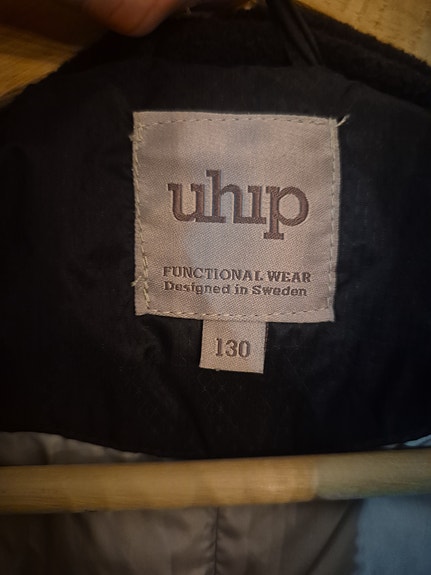 uhip
FUNCTIONAL WEAR
Designed in Sweden
130